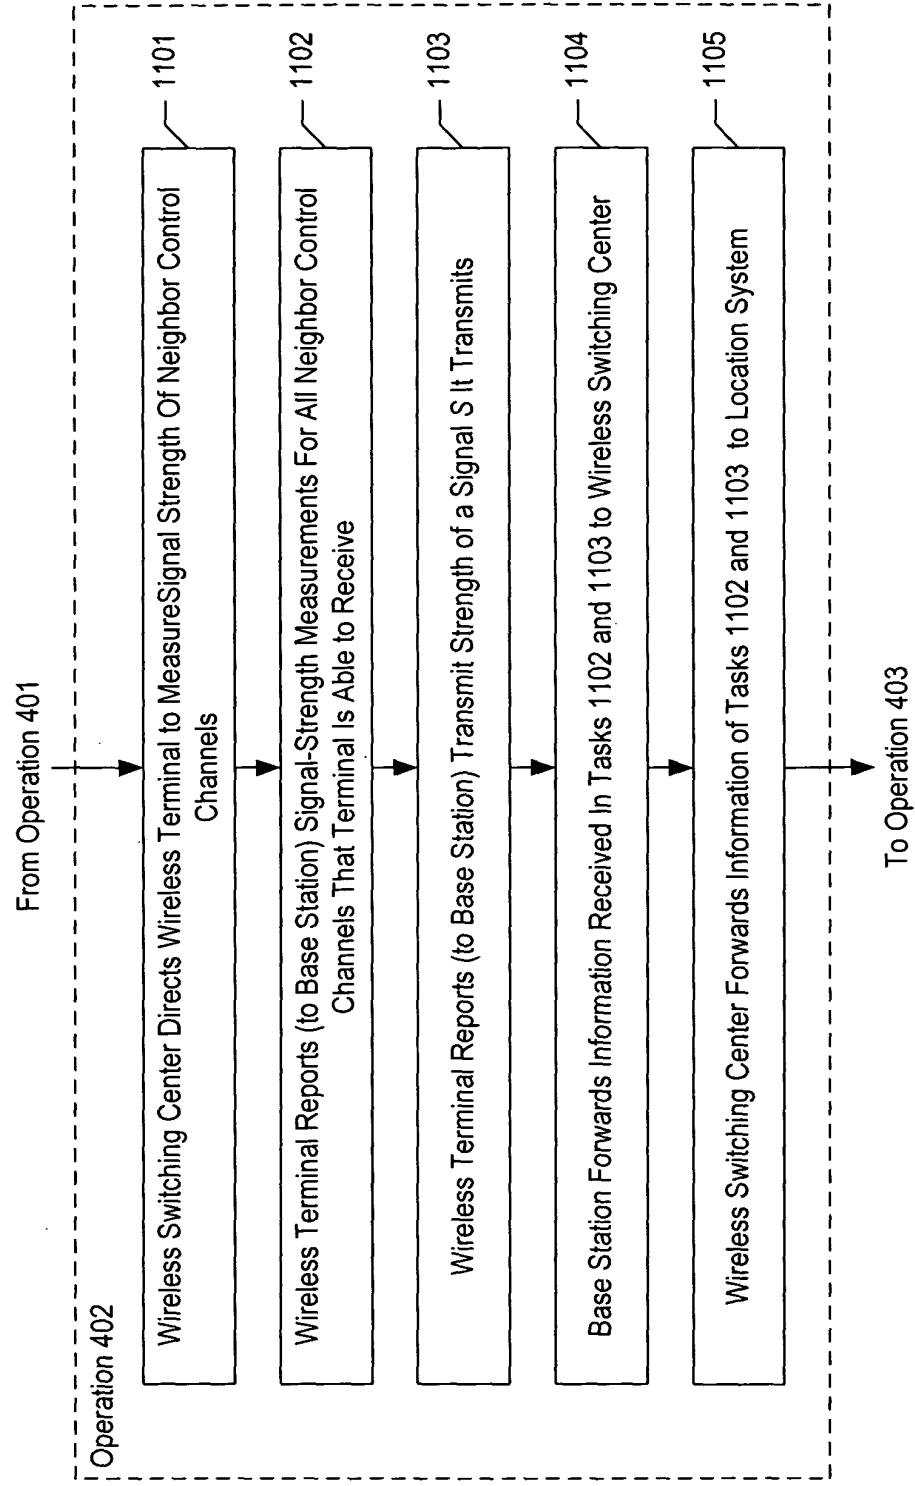 From Operation 401
Operation 402
Wireless Switching Center Directs Wireless Terminal to MeasureSignal Strength Of Neighbor Control
Channels
1101
Wireless Terminal Reports (to Base Station) Signal-Strength Measurements For All Neighbor Control
Channels That Terminal Is Able to Receive
1102
Wireless Terminal Reports (to Base Station) Transmit Strength of a Signal S It Transmits
1103
Base Station Forwards Information Received In Tasks 1102 and 1103 to Wireless Switching Center
1104
Wireless Switching Center Forwards Information of Tasks 1102 and 1103 to Location System
1105
To Operation 403